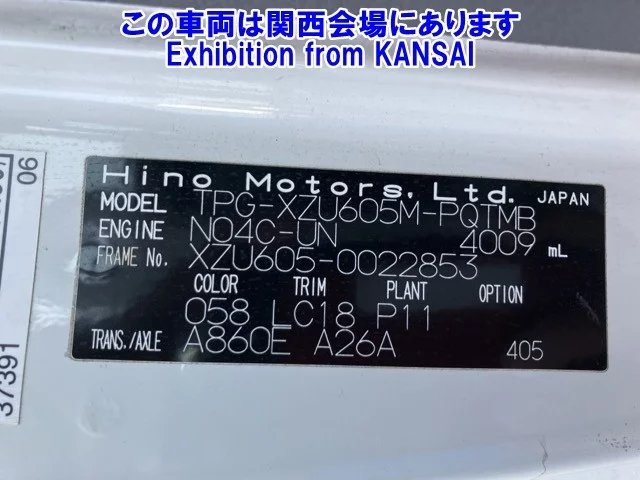 この車両は関西会場にあります
Exhibition from KANSAI
Hino Motors, Ltd. JAPAN
MODEL TPG-XZU605M-PQTMB
ENGINE N04C-UN 4009 mL
FRAME No. XZU605-0022853
COLOR TRIM PLANT OPTION
058 LC18 P11
TRANS./AXLE A860E A26A 405
06
37391